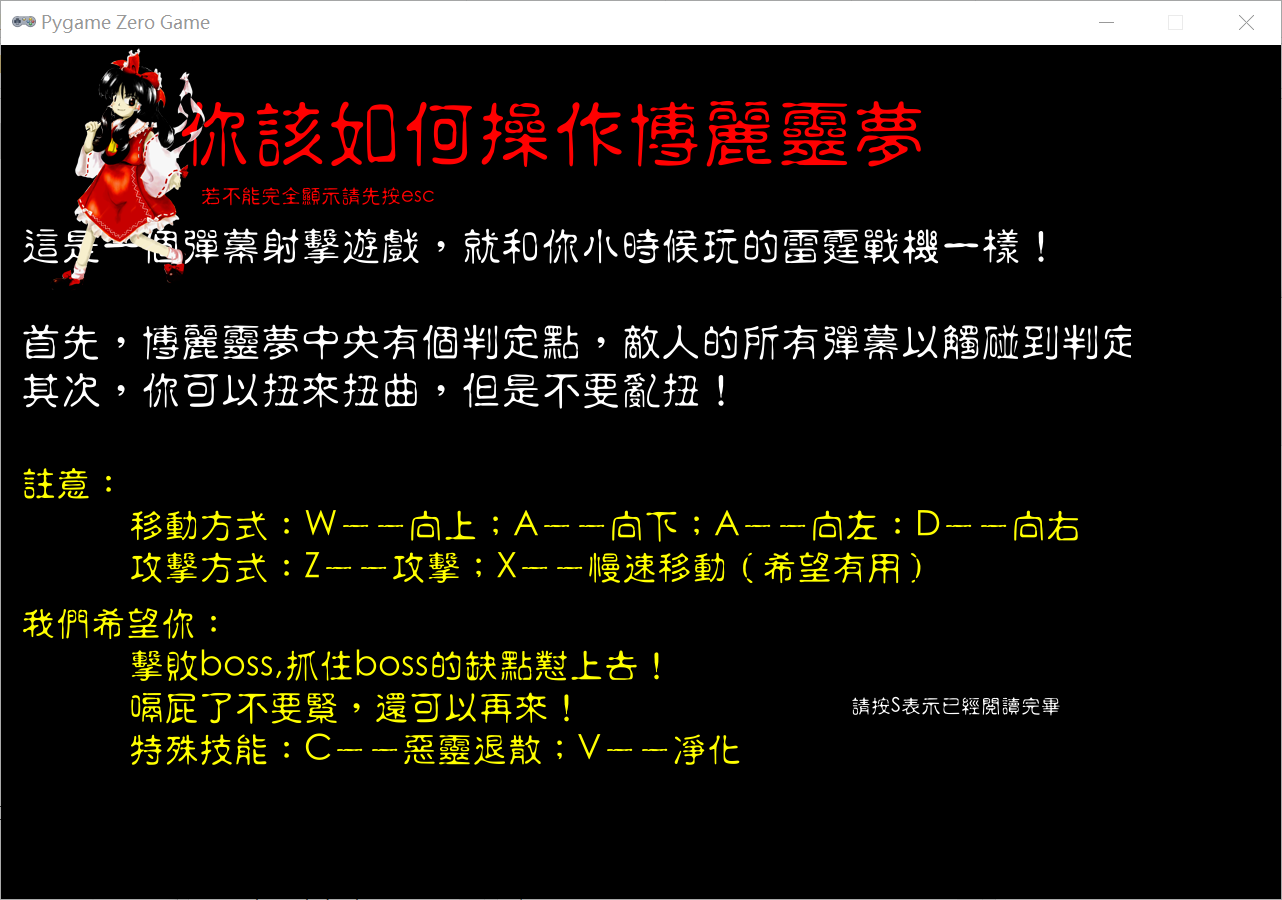 Pygame Zero Game
你該如何操作博麗靈夢
若不能完全顯示請先按esc
這是一個彈幕射擊遊戲，就和你小時候玩的雷霆戰機一樣！
首先，博麗靈夢中央有個判定點，敵人的所有彈幕以觸碰到判定
其次，你可以扭來扭曲，但是不要亂扭！
註意：
移動方式：W——向上；A——向下；A——向左：D——向右
攻擊方式：Z——攻擊；X——慢速移動（希望有用）
我們希望你：
擊敗boss,抓住boss的缺點懟上去！
嗝屁了不要緊，還可以再來！
特殊技能：C——惡靈退散；V——凈化
請按S表示已經閱讀完畢